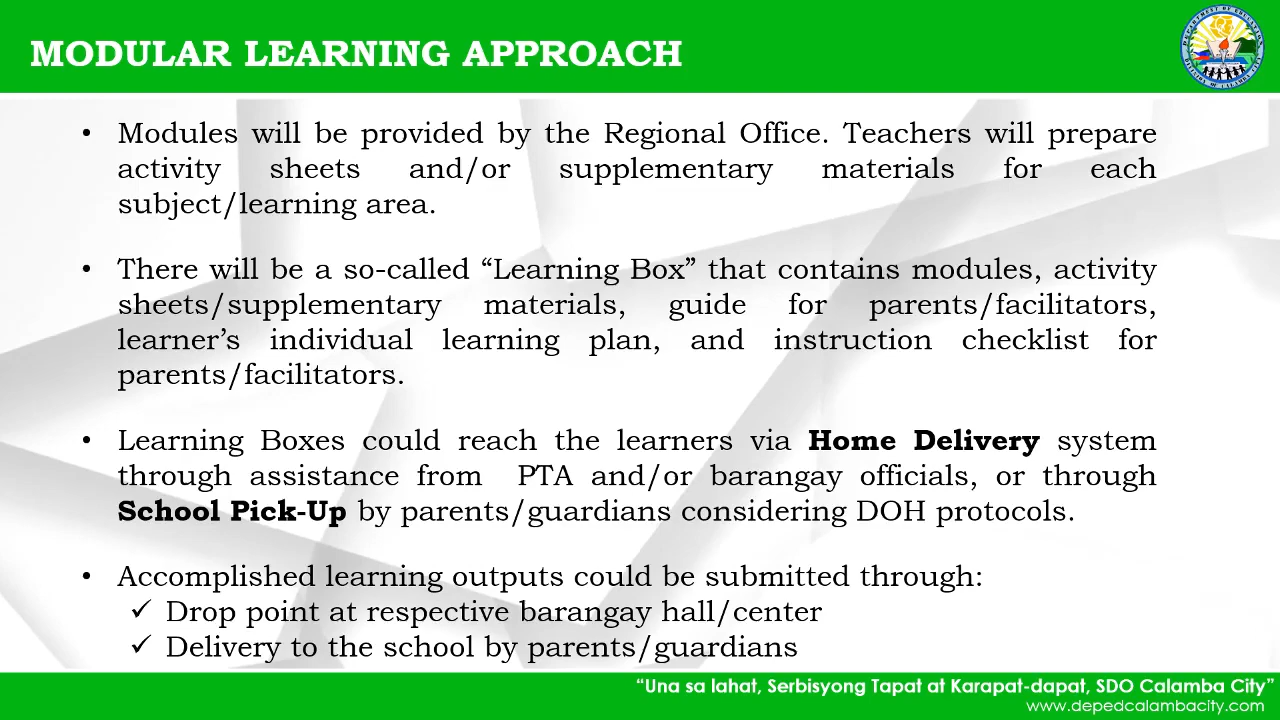 MODULAR LEARNING APPROACH
• Modules will be provided by the Regional Office. Teachers will prepare
activity sheets and/or supplementary materials for each
subject/learning area.
• There will be a so-called “Learning Box” that contains modules, activity
sheets/supplementary materials, guide for parents/facilitators,
learner’s individual learning plan, and instruction checklist for
parents/facilitators.
• Learning Boxes could reach the learners via Home Delivery system
through assistance from PTA and/or barangay officials, or through
School Pick-Up by parents/guardians considering DOH protocols.
• Accomplished learning outputs could be submitted through:
✓ Drop point at respective barangay hall/center
✓ Delivery to the school by parents/guardians
“Una sa lahat, Serbisyong Tapat at Karapat-dapat, SDO Calamba City”
www.depedcalambacity.com